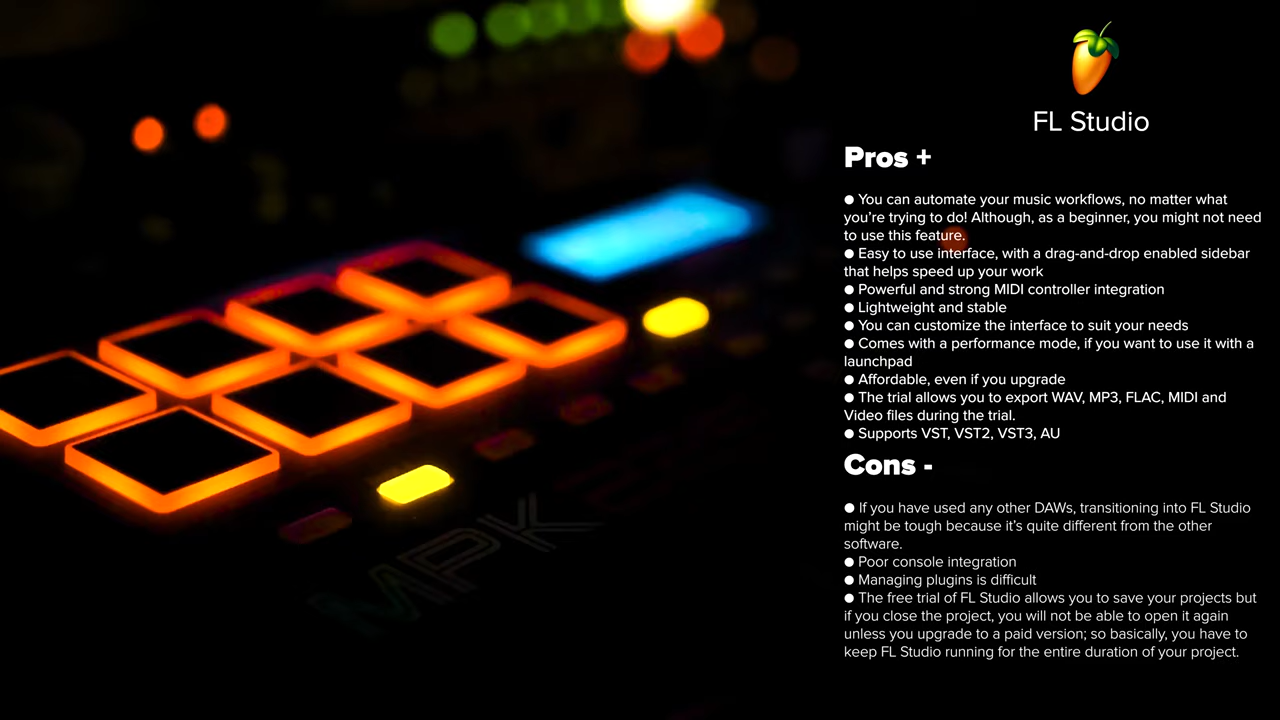 FL Studio
Pros +
● You can automate your music workflows, no matter what
you’re trying to do! Although, as a beginner, you might not need
to use this feature.
● Easy to use interface, with a drag-and-drop enabled sidebar
that helps speed up your work
● Powerful and strong MIDI controller integration
● Lightweight and stable
● You can customize the interface to suit your needs
● Comes with a performance mode, if you want to use it with a
launchpad
● Affordable, even if you upgrade
● The trial allows you to export WAV, MP3, FLAC, MIDI and
Video files during the trial.
● Supports VST, VST2, VST3, AU
Cons -
● If you have used any other DAWs, transitioning into FL Studio
might be tough because it’s quite different from the other
software.
● Poor console integration
● Managing plugins is difficult
● The free trial of FL Studio allows you to save your projects but
if you close the project, you will not be able to open it again
unless you upgrade to a paid version; so basically, you have to
keep FL Studio running for the entire duration of your project.
MPK